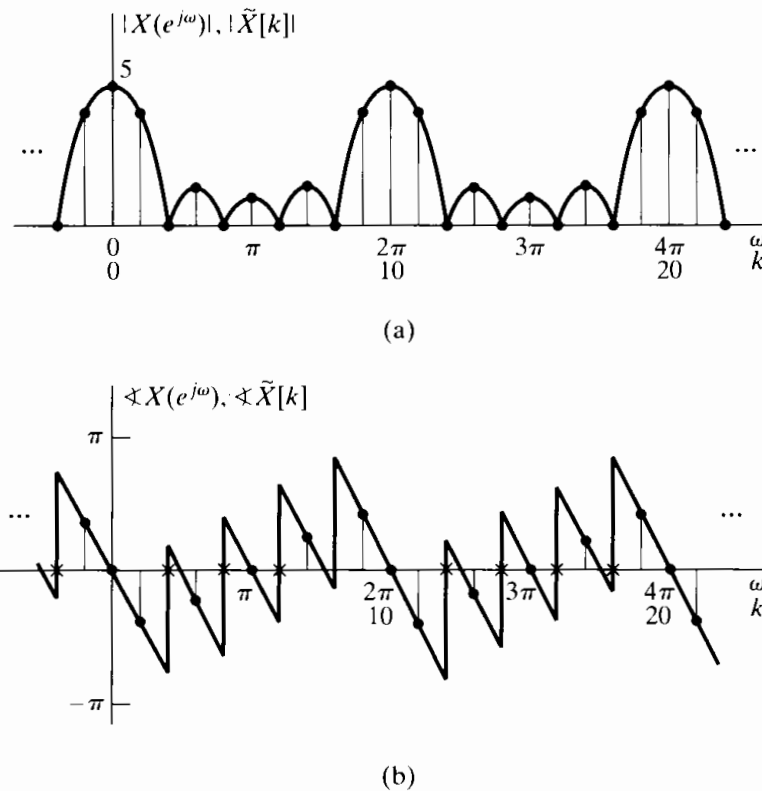 |X(e^{jω})|, |X̃[k]|
5
... ...
0 π 2π 3π 4π ω
0 10 20 k
(a)
∢X(e^{jω}), ∢X̃[k]
π
... ...
π 2π 3π 4π ω
10 20 k
−π
(b)